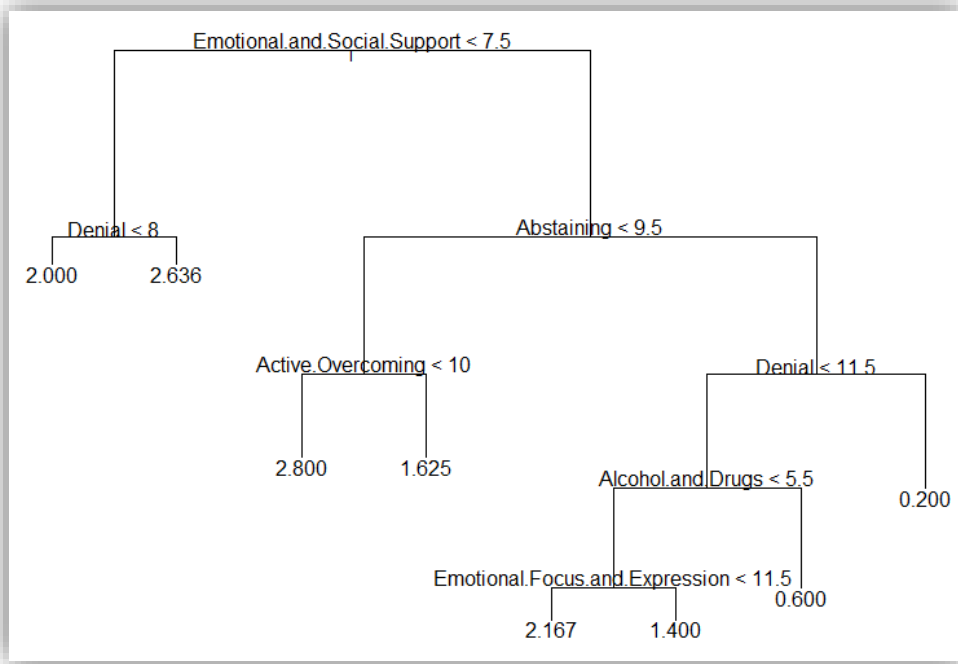 Emotional.and.Social.Support < 7.5
Denial < 8
Abstaining < 9.5
2.000
2.636
Active.Overcoming < 10
Denial < 11.5
2.800
1.625
Alcohol.and.Drugs < 5.5
0.200
Emotional.Focus.and.Expression < 11.5
0.600
2.167
1.400